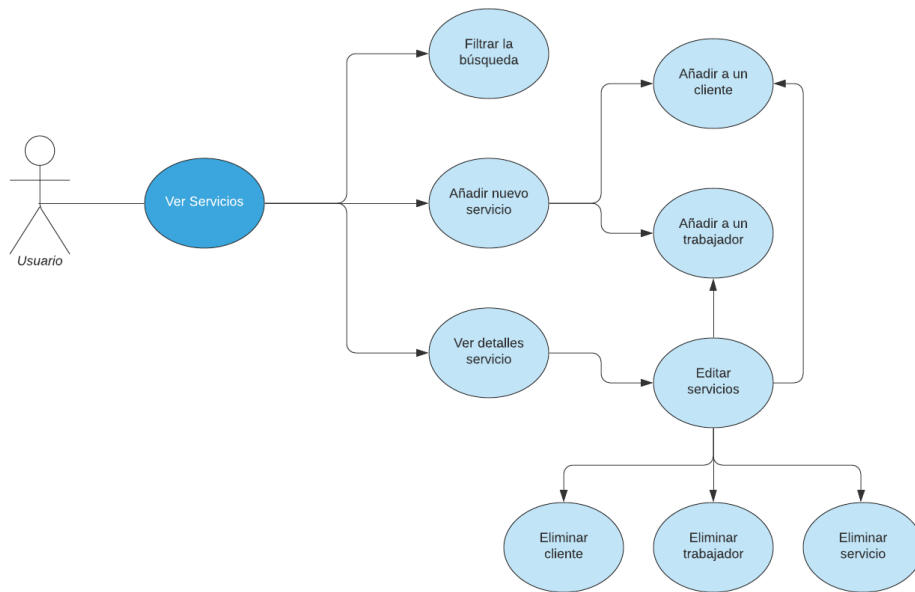 Filtrar la
búsqueda
Añadir a un
cliente
Ver Servicios
Añadir nuevo
servicio
Añadir a un
trabajador
Usuario
Ver detalles
servicio
Editar
servicios
Eliminar
cliente
Eliminar
trabajador
Eliminar
servicio